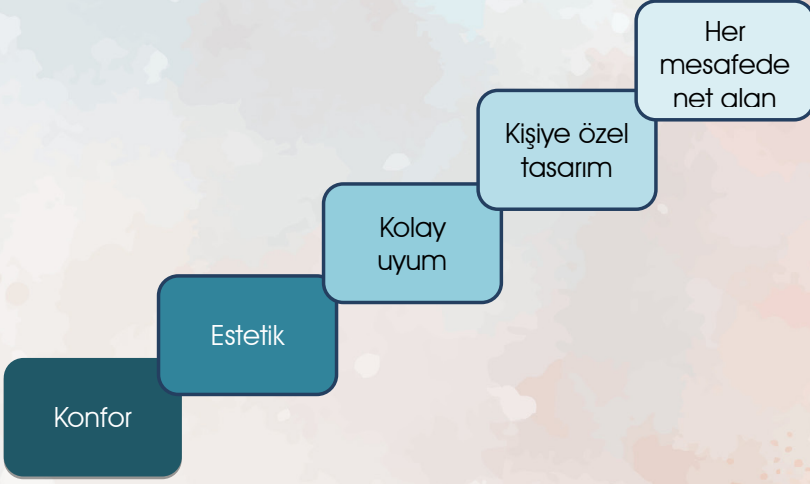 Her
mesafede
net alan
Kişiye özel
tasarım
Kolay
uyum
Estetik
Konfor